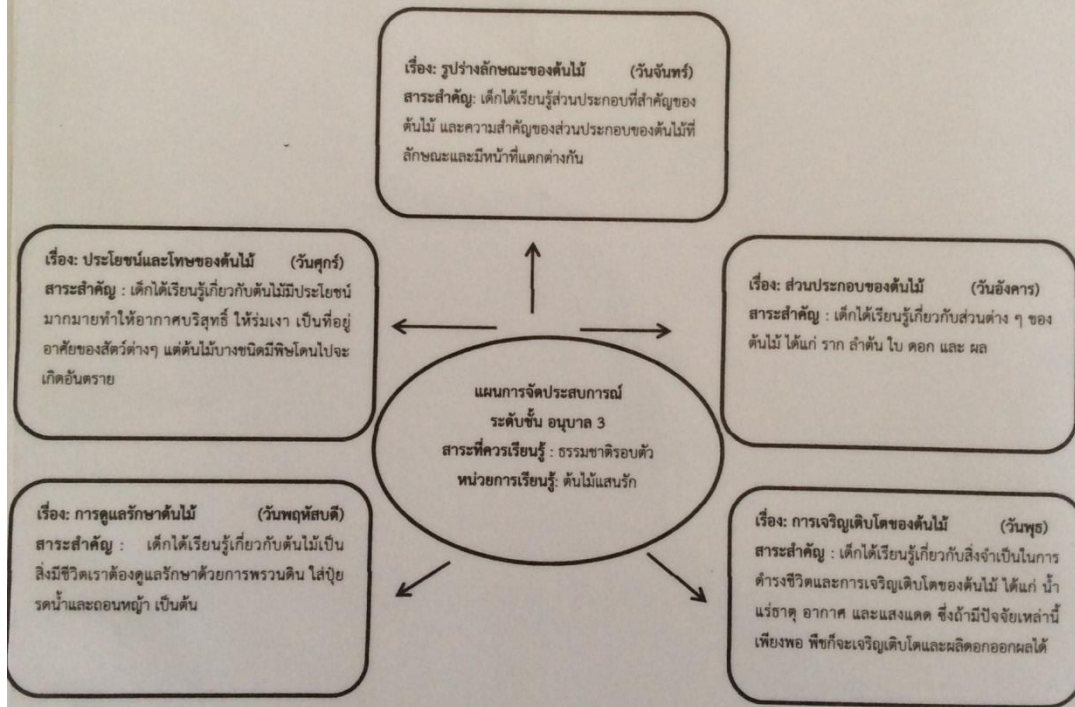 เรื่อง: รูปร่างลักษณะของต้นไม้ (วันจันทร์)
สาระสำคัญ: เด็กได้เรียนรู้ส่วนประกอบที่สำคัญของ
ต้นไม้ และความสำคัญของส่วนประกอบของต้นไม้ที่
ลักษณะและมีหน้าที่แตกต่างกัน
เรื่อง: ประโยชน์และโทษของต้นไม้ (วันศุกร์)
สาระสำคัญ : เด็กได้เรียนรู้เกี่ยวกับต้นไม้มีประโยชน์
มากมายทำให้อากาศบริสุทธิ์ ให้ร่มเงา เป็นที่อยู่
อาศัยของสัตว์ต่างๆ แต่ต้นไม้บางชนิดมีพิษโดนไปจะ
เกิดอันตราย
เรื่อง: ส่วนประกอบของต้นไม้ (วันอังคาร)
สาระสำคัญ : เด็กได้เรียนรู้เกี่ยวกับส่วนต่าง ๆ ของ
ต้นไม้ ได้แก่ ราก ลำต้น ใบ ดอก และ ผล
แผนการจัดประสบการณ์
ระดับชั้น อนุบาล 3
สาระที่ควรเรียนรู้ : ธรรมชาติรอบตัว
หน่วยการเรียนรู้: ต้นไม้แสนรัก
เรื่อง: การดูแลรักษาต้นไม้ (วันพฤหัสบดี)
สาระสำคัญ : เด็กได้เรียนรู้เกี่ยวกับต้นไม้เป็น
สิ่งมีชีวิตเราต้องดูแลรักษาด้วยการพรวนดิน ใส่ปุ๋ย
รดน้ำและถอนหญ้า เป็นต้น
เรื่อง: การเจริญเติบโตของต้นไม้ (วันพุธ)
สาระสำคัญ : เด็กได้เรียนรู้เกี่ยวกับสิ่งจำเป็นในการ
ดำรงชีวิตและการเจริญเติบโตของต้นไม้ ได้แก่ น้ำ
แร่ธาตุ อากาศ และแสงแดด ซึ่งถ้ามีปัจจัยเหล่านี้
เพียงพอ พืชก็จะเจริญเติบโตและผลิดอกออกผลได้